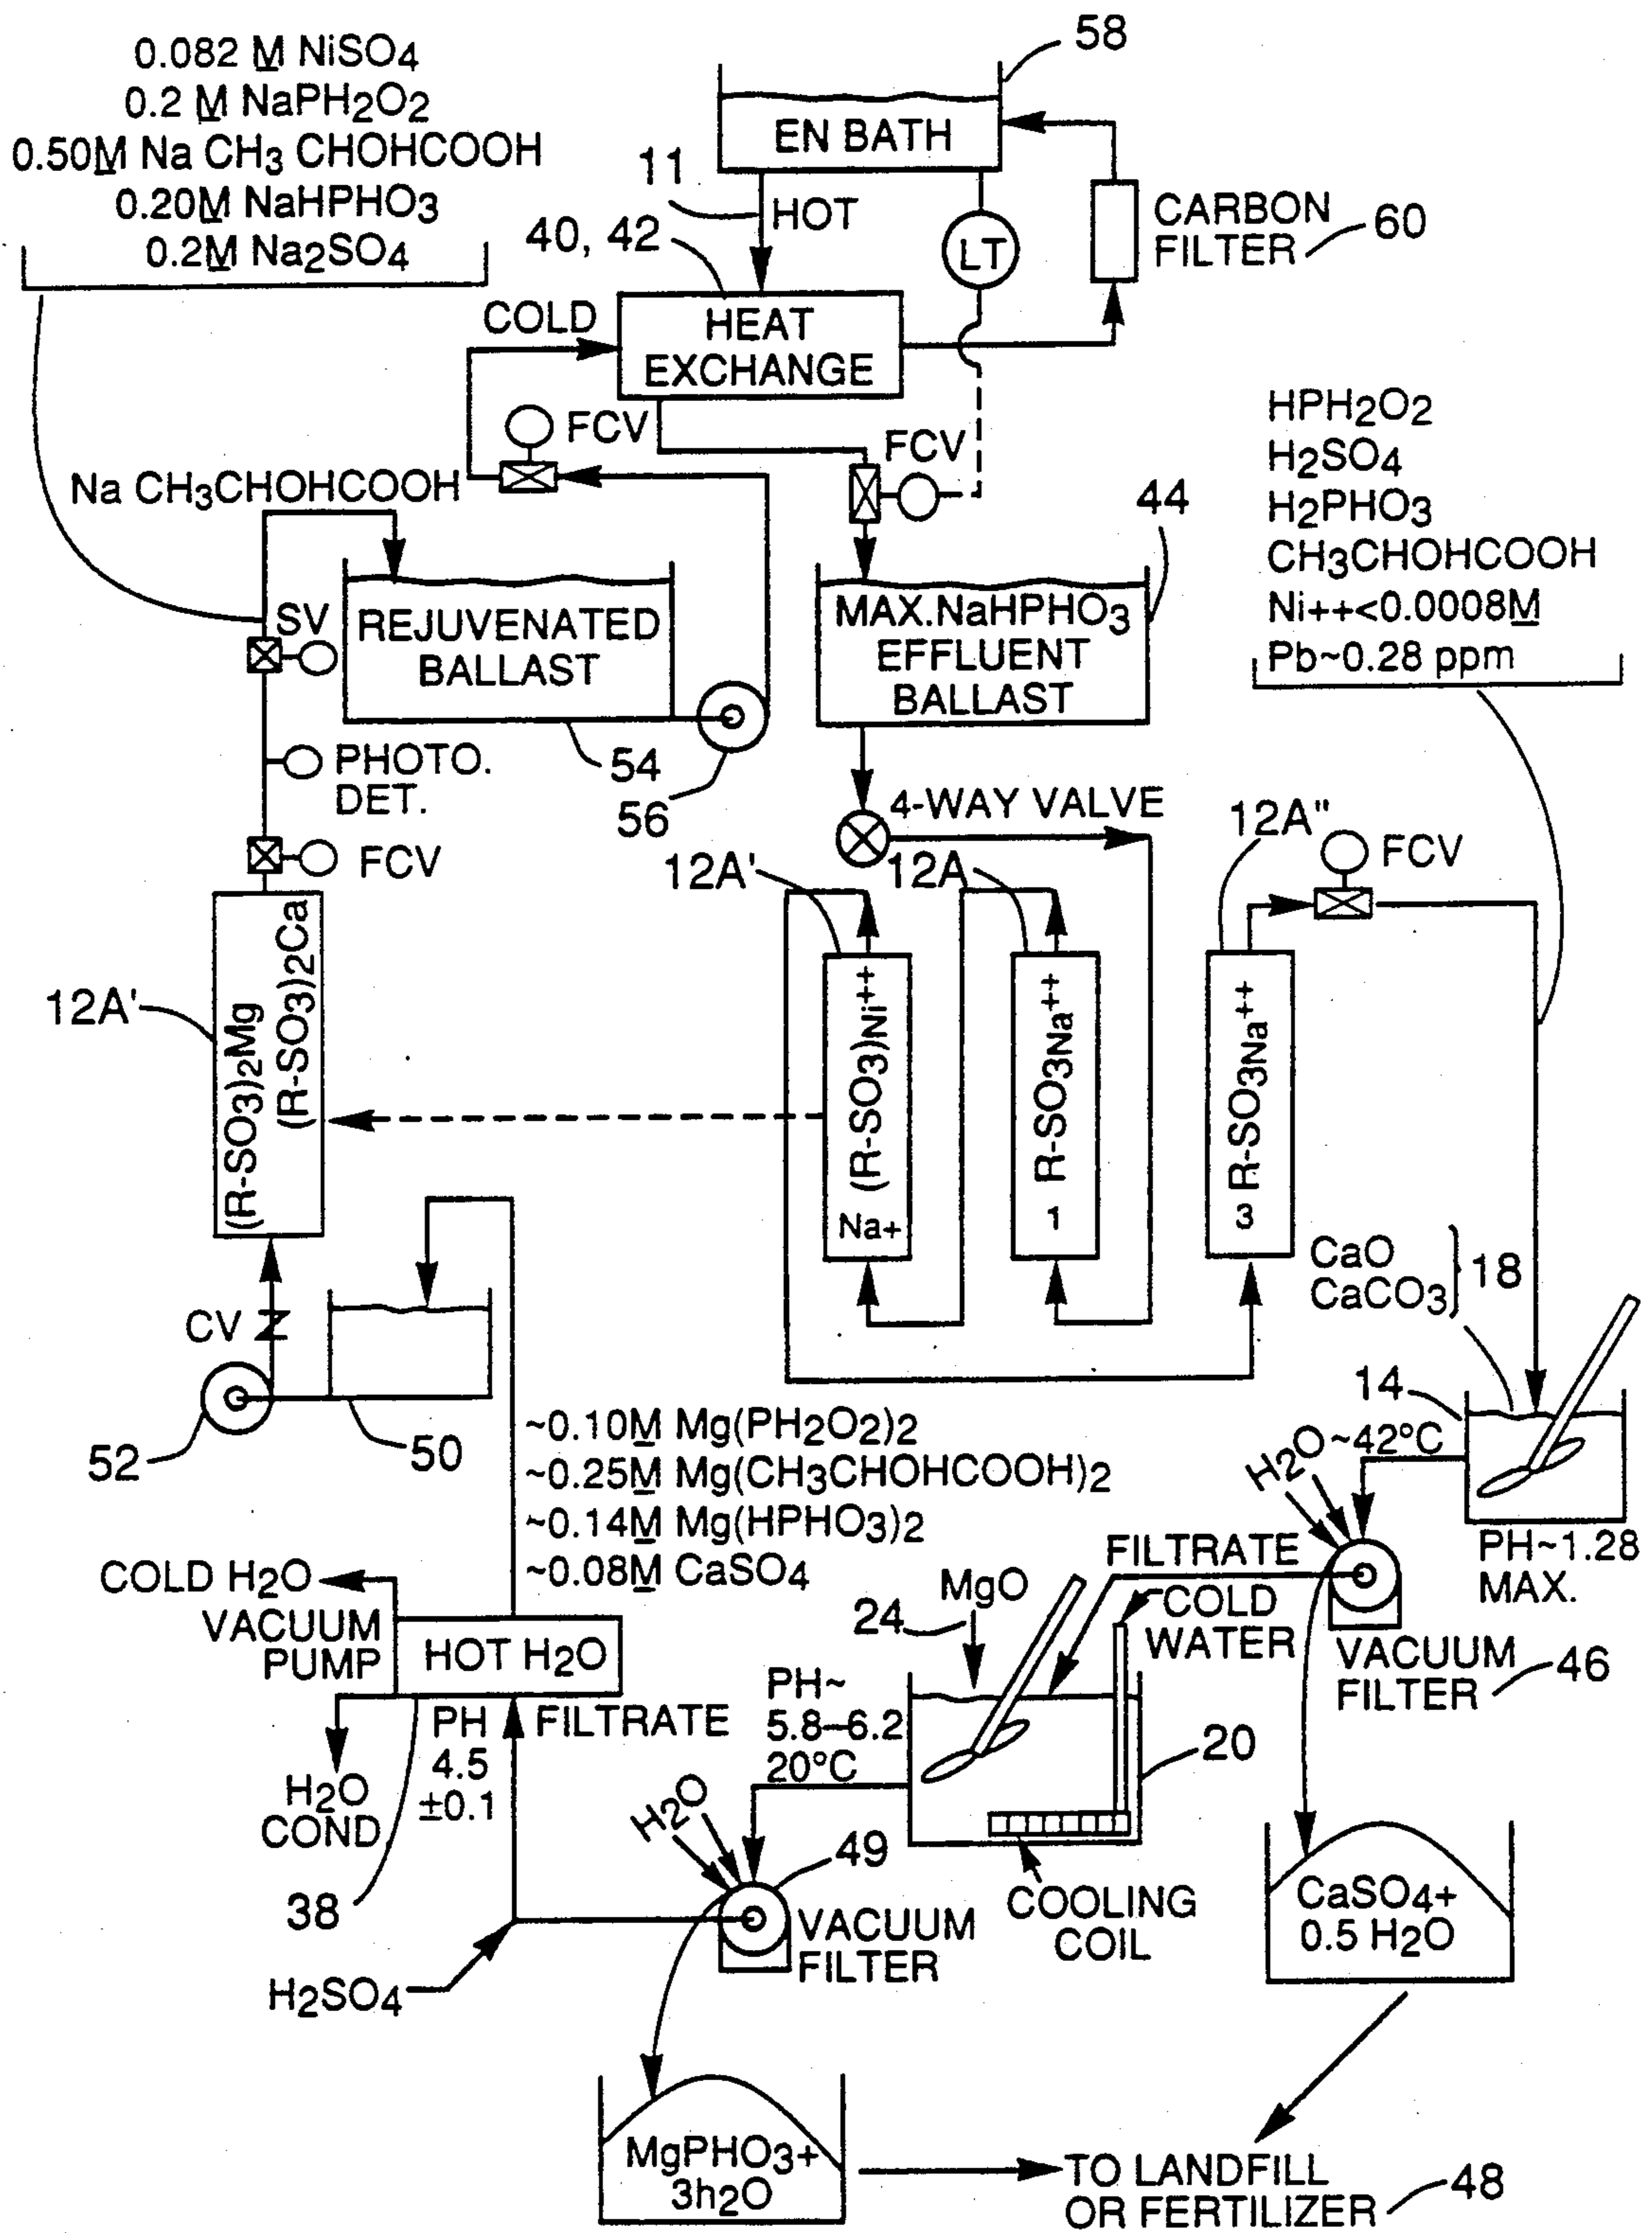 0.082 M NiSO4
0.2 M NaPH2O2
0.50M Na CH3 CHOHCOOH
0.20M NaHPHO3
0.2M Na2SO4
58
EN BATH
11
HOT
40, 42
LT
CARBON
FILTER
60
COLD
HEAT
EXCHANGE
FCV
FCV
Na CH3CHOHCOOH
44
HPH2O2
H2SO4
H2PHO3
CH3CHOHCOOH
Ni++<0.0008M
Pb~0.28 ppm
SV
REJUVENATED
BALLAST
MAX.NaHPHO3
EFFLUENT
BALLAST
PHOTO.
DET.
54
56
4-WAY VALVE
FCV
12A'
12A
12A"
FCV
12A'
(R-SO3)2Mg
(R-SO3)2Ca
(R-SO3)Ni++
Na+
R-SO3Na++
1
R-SO3Na++
3
CaO
CaCO3
18
CV
52
50
14
~0.10M Mg(PH2O2)2
~0.25M Mg(CH3CHOHCOOH)2
~0.14M Mg(HPHO3)2
~0.08M CaSO4
H2O
~42°C
PH~1.28
MAX.
FILTRATE
COLD
WATER
VACUUM
FILTER
46
COLD H2O
VACUUM
PUMP
HOT H2O
MgO
24
PH~
5.8–6.2
20°C
20
PH
4.5
±0.1
FILTRATE
H2O
COND
38
H2O
49
VACUUM
FILTER
COOLING
COIL
H2SO4
CaSO4+
0.5 H2O
MgPHO3+
3h2O
TO LANDFILL
OR FERTILIZER
48